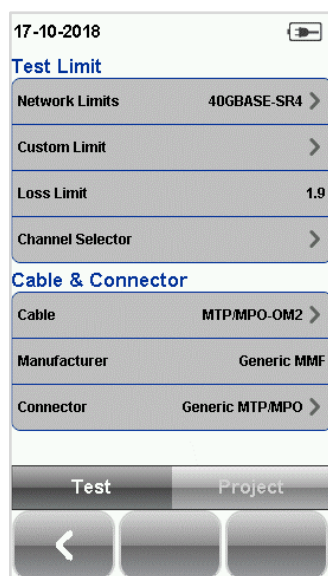 17-10-2018
Test Limit
Network Limits 40GBASE-SR4
Custom Limit
Loss Limit 1.9
Channel Selector
Cable & Connector
Cable MTP/MPO-OM2
Manufacturer Generic MMF
Connector Generic MTP/MPO
Test Project